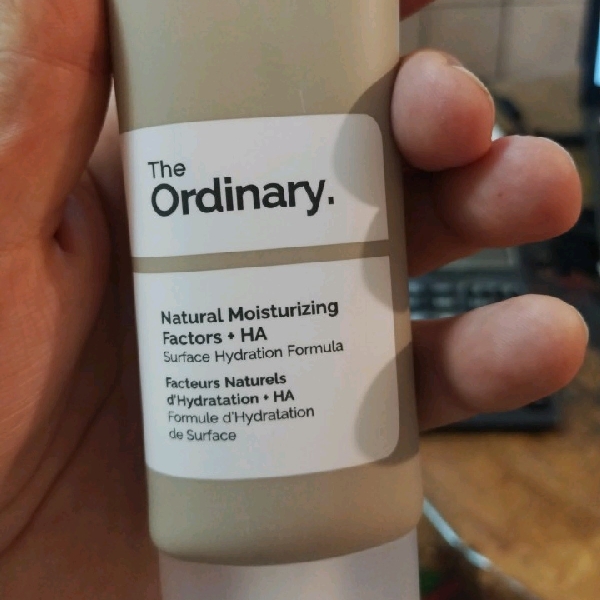 The
Ordinary.
Natural Moisturizing
Factors + HA
Surface Hydration Formula
Facteurs Naturels
d'Hydratation + HA
Formule d'Hydratation
de Surface